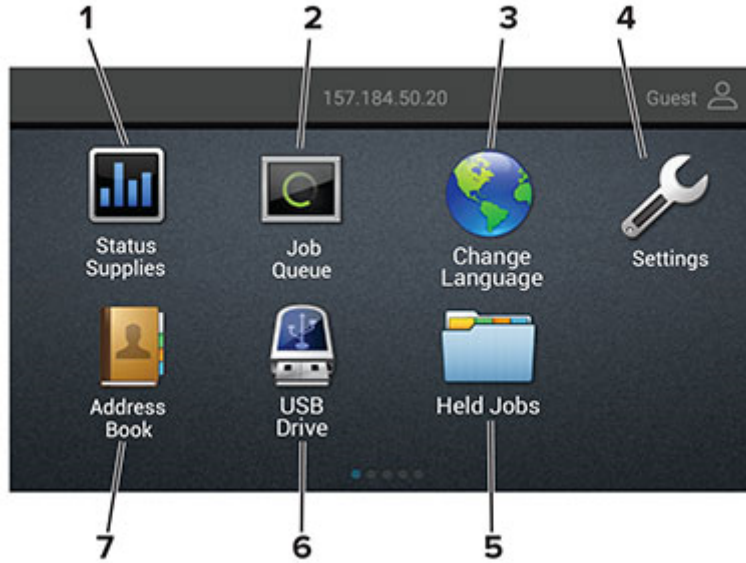 1 2 3 4
157.184.50.20 Guest
Status
Supplies
Job
Queue
Change
Language
Settings
Address
Book
USB
Drive
Held Jobs
7 6 5